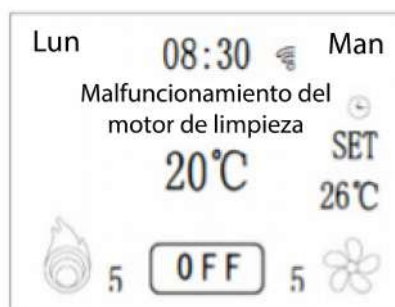 Lun 08:30 Man
Malfuncionamiento del
motor de limpieza
SET
20℃
26℃
5 OFF 5